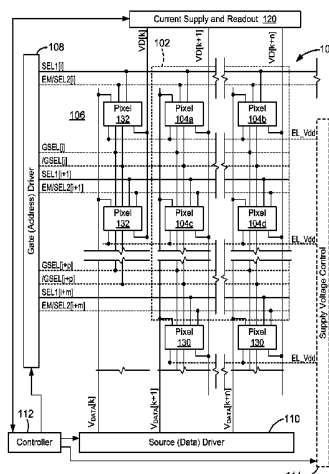 Current Supply and Readout 120
108
VD[k]
VD[k+1]
VD[k+n]
102
10
SEL1[i]
EM/SEL2[i]
106
Pixel
132
Pixel
104a
Pixel
104b
Gate (Address) Driver
GSEL[j]
/GSEL[j]
EL_Vdd
SEL1[i+1]
EM/SEL2[i+1]
Pixel
132
Pixel
104c
Pixel
104d
EL_Vdd
GSEL[j+p]
/GSEL[j+p]
SEL1[i+m]
EM/SEL2[i+m]
Pixel
130
Pixel
130
EL_Vdd
Supply Voltage Control
VDATA[k]
VDATA[k+1]
VDATA[k+n]
112
110
Controller
Source (Data) Driver
114